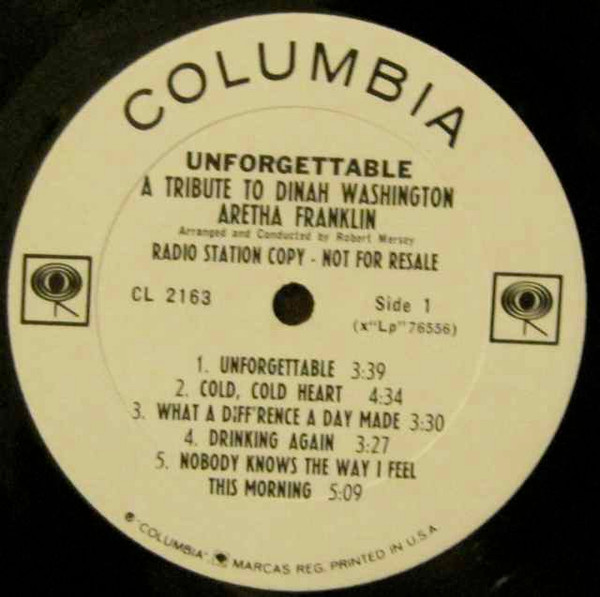 COLUMBIA
UNFORGETTABLE
A TRIBUTE TO DINAH WASHINGTON
ARETHA FRANKLIN
Arranged and Conducted by Robert Mersey
RADIO STATION COPY - NOT FOR RESALE
CL 2163
Side 1
(x"Lp"76556)
1. UNFORGETTABLE 3:39
2. COLD, COLD HEART 4:34
3. WHAT A DIFF'RENCE A DAY MADE 3:30
4. DRINKING AGAIN 3:27
5. NOBODY KNOWS THE WAY I FEEL
THIS MORNING 5:09
® "COLUMBIA", MARCAS REG. PRINTED IN U.S.A.